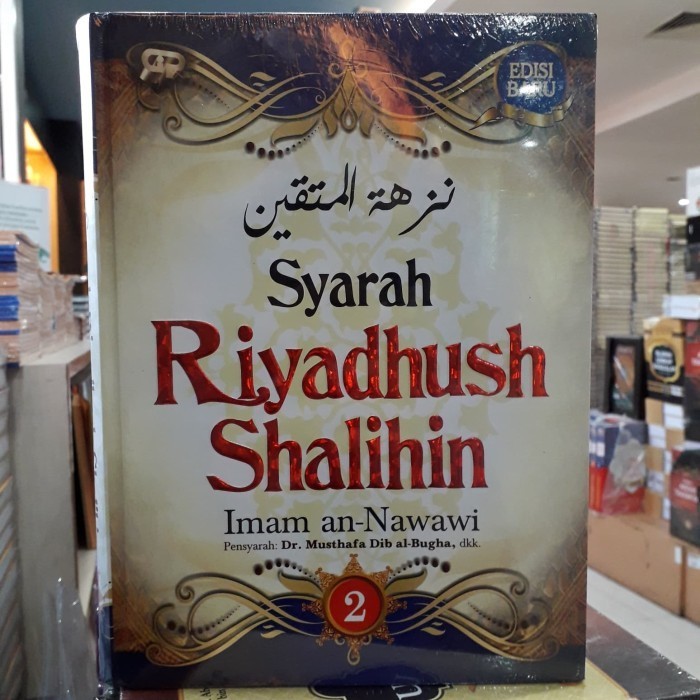 EDISI
BARU
نزهة المتقين
Syarah
Riyadhush
Shalihin
Imam an-Nawawi
Pensyarah: Dr. Musthafa Dib al-Bugha, dkk.
2